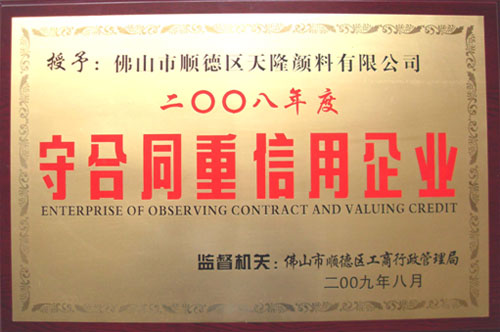 授予：佛山市顺德区天隆颜料有限公司
二〇〇八年度
守合同重信用企业
ENTERPRISE OF OBSERVING CONTRACT AND VALUING CREDIT
监督机关：佛山市顺德区工商行政管理局
二00九年八月